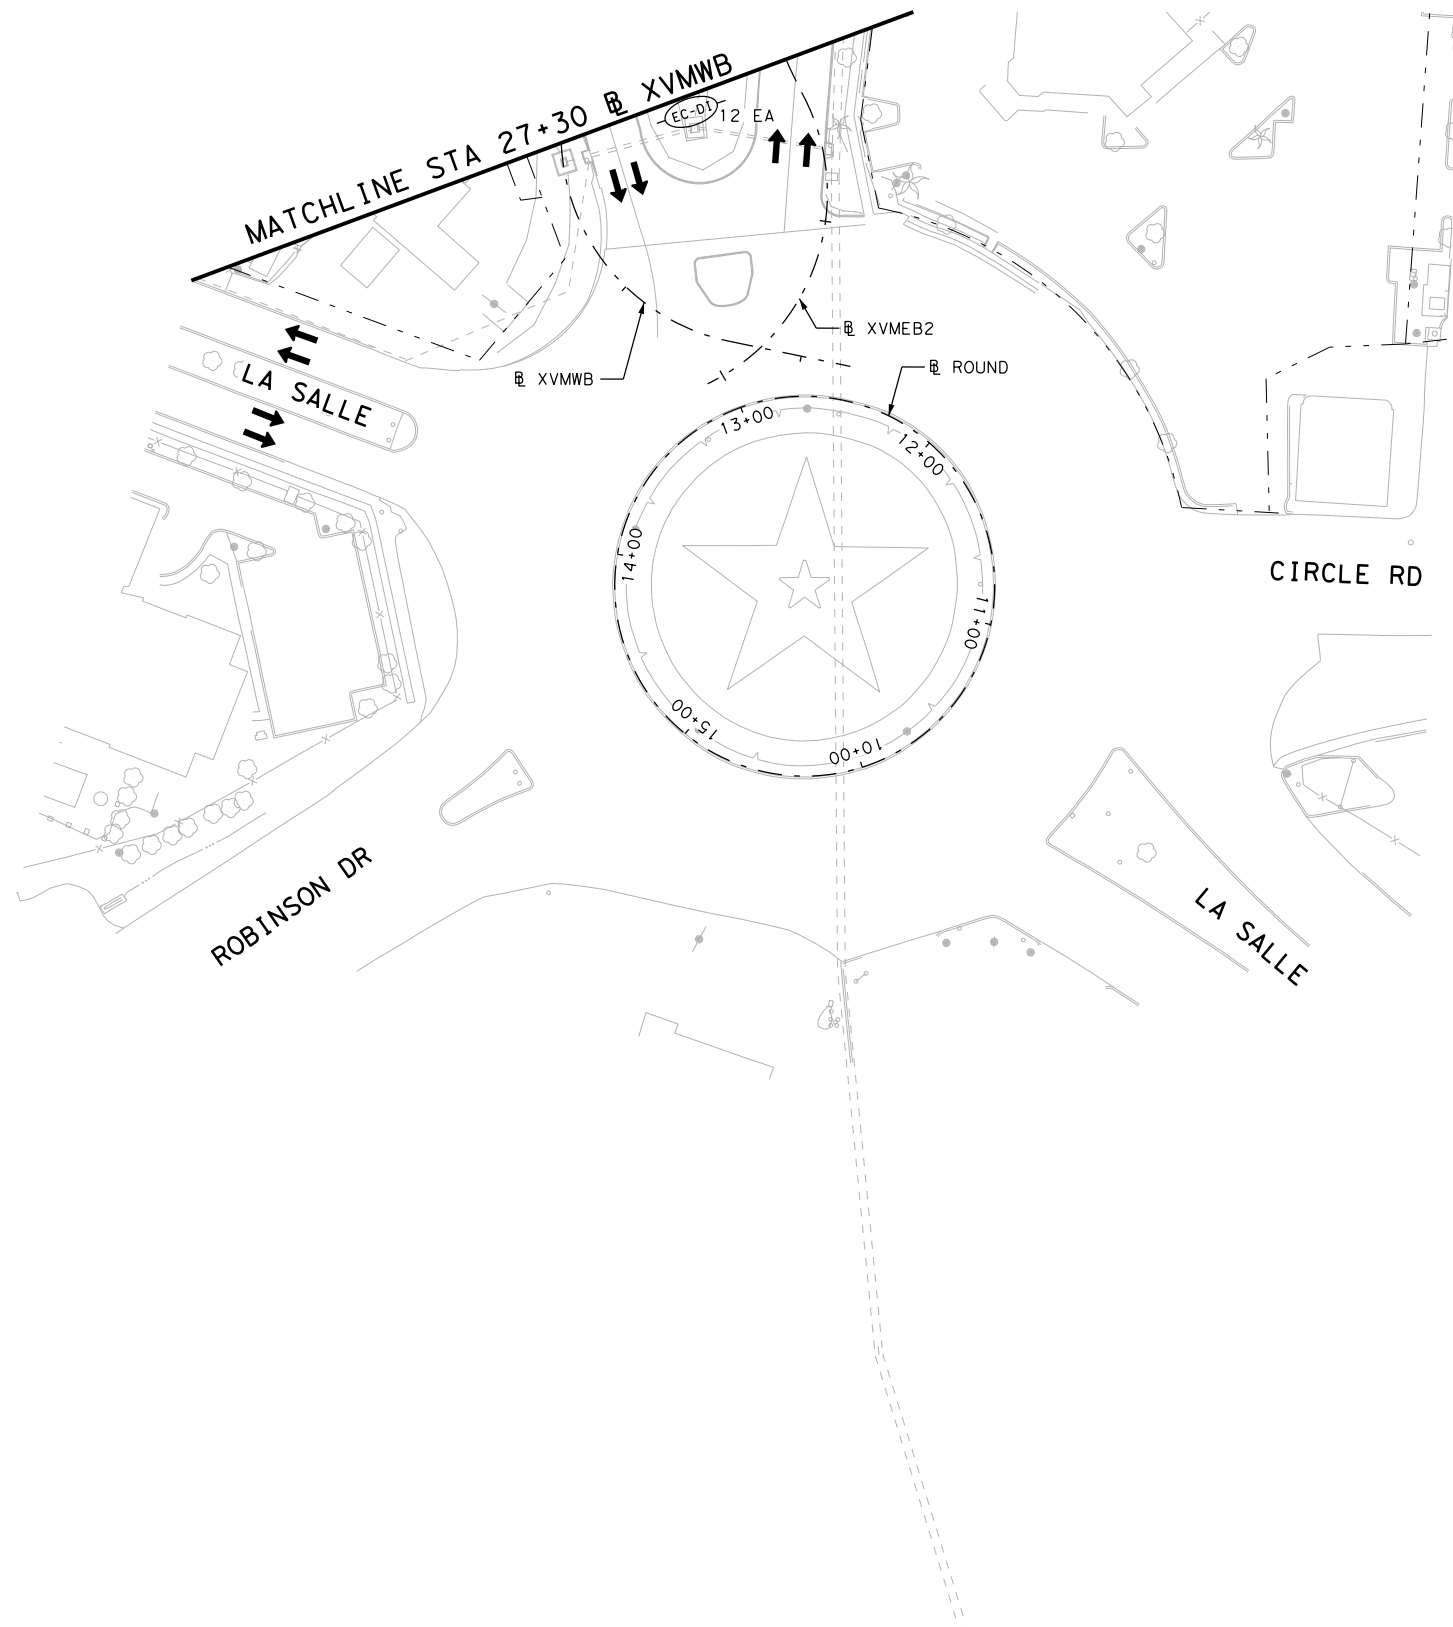 MATCHLINE STA 27+30 ℄ XVMWB
EC-DI
12 EA
℄ XVMEB2
℄ ROUND
℄ XVMWB
LA SALLE
13+00
12+00
14+00
11+00
15+00
10+00
CIRCLE RD
ROBINSON DR
LA SALLE